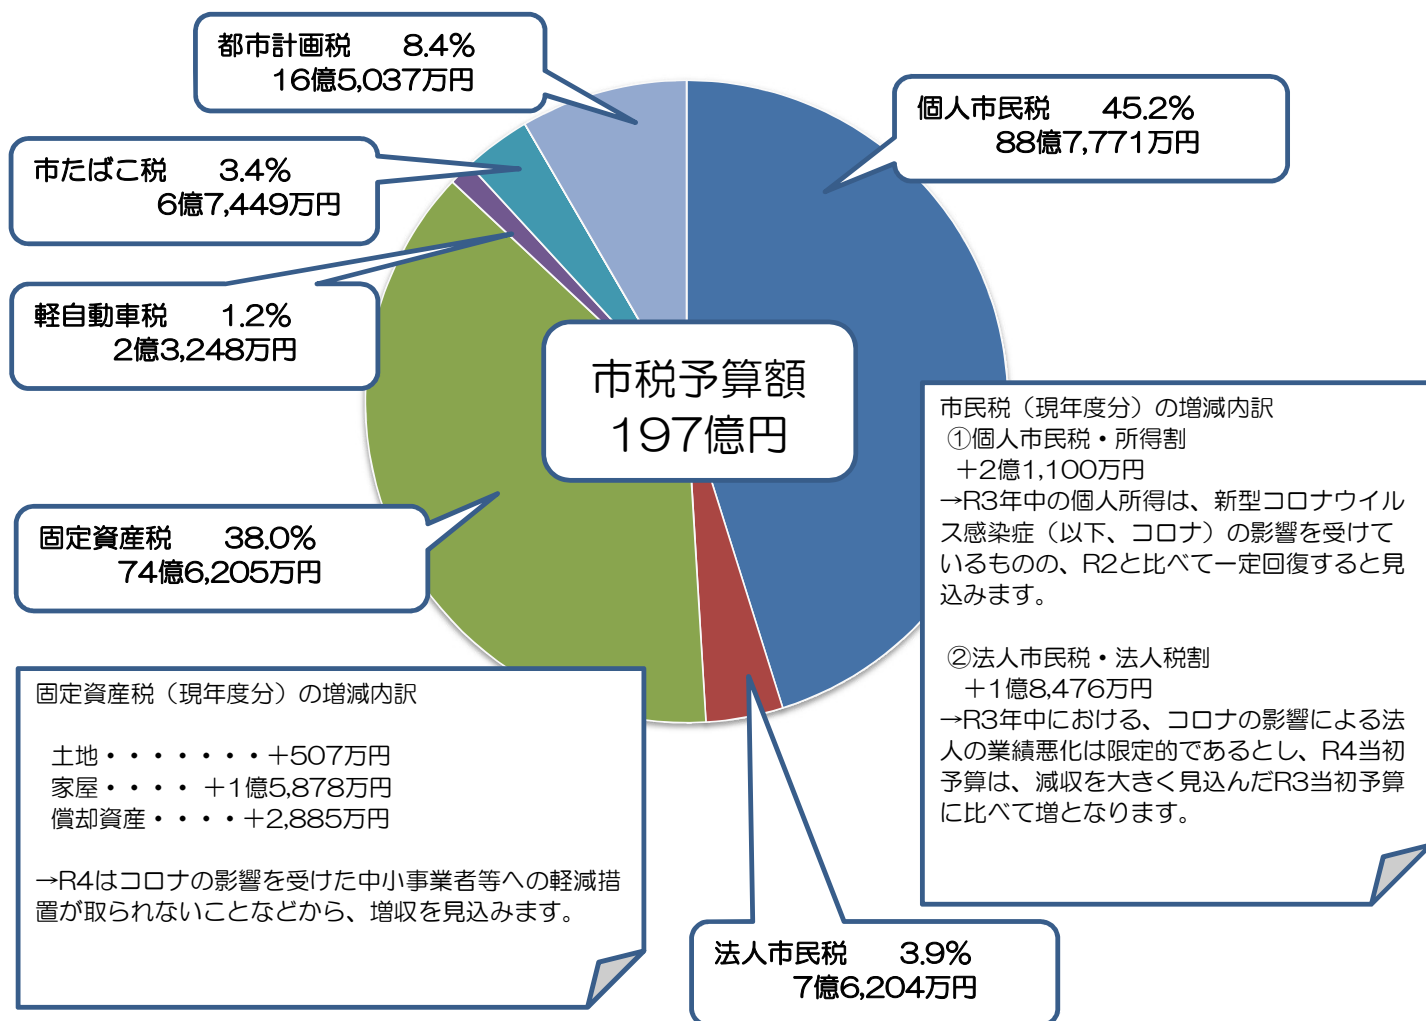 都市計画税 8.4%
16億5,037万円
個人市民税 45.2%
88億7,771万円
市たばこ税 3.4%
6億7,449万円
軽自動車税 1.2%
2億3,248万円
市税予算額
197億円
固定資産税 38.0%
74億6,205万円
市民税（現年度分）の増減内訳
①個人市民税・所得割
＋2億1,100万円
→R3年中の個人所得は、新型コロナウイル
ス感染症（以下、コロナ）の影響を受けて
いるものの、R2と比べて一定回復すると見
込みます。
②法人市民税・法人税割
＋1億8,476万円
→R3年中における、コロナの影響による法
人の業績悪化は限定的であるとし、R4当初
予算は、減収を大きく見込んだR3当初予算
に比べて増となります。
固定資産税（現年度分）の増減内訳
土地・・・・・・・＋507万円
家屋・・・・ ＋1億5,878万円
償却資産・・・・＋2,885万円
→R4はコロナの影響を受けた中小事業者等への軽減措
置が取られないことなどから、増収を見込みます。
法人市民税 3.9%
7億6,204万円